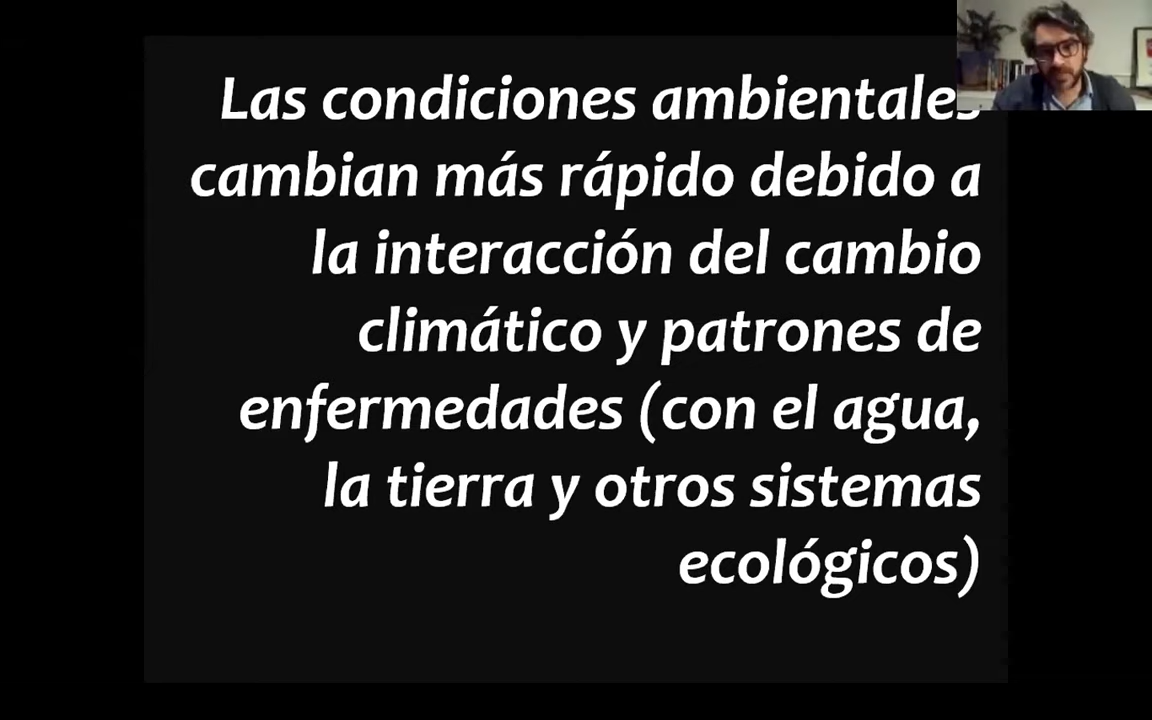 Las condiciones ambientales
cambian más rápido debido a
la interacción del cambio
climático y patrones de
enfermedades (con el agua,
la tierra y otros sistemas
ecológicos)